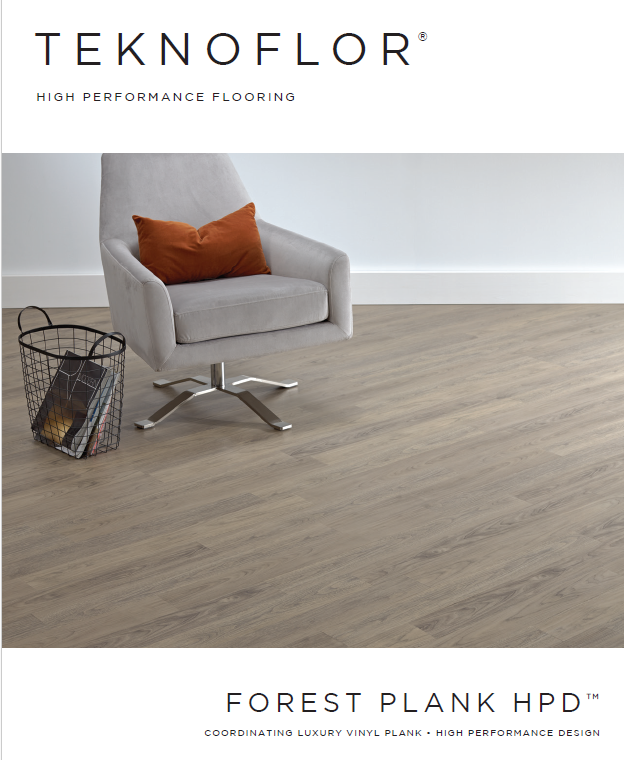 TEKNOFLOR®
HIGH PERFORMANCE FLOORING
FOREST PLANK HPD™
COORDINATING LUXURY VINYL PLANK • HIGH PERFORMANCE DESIGN